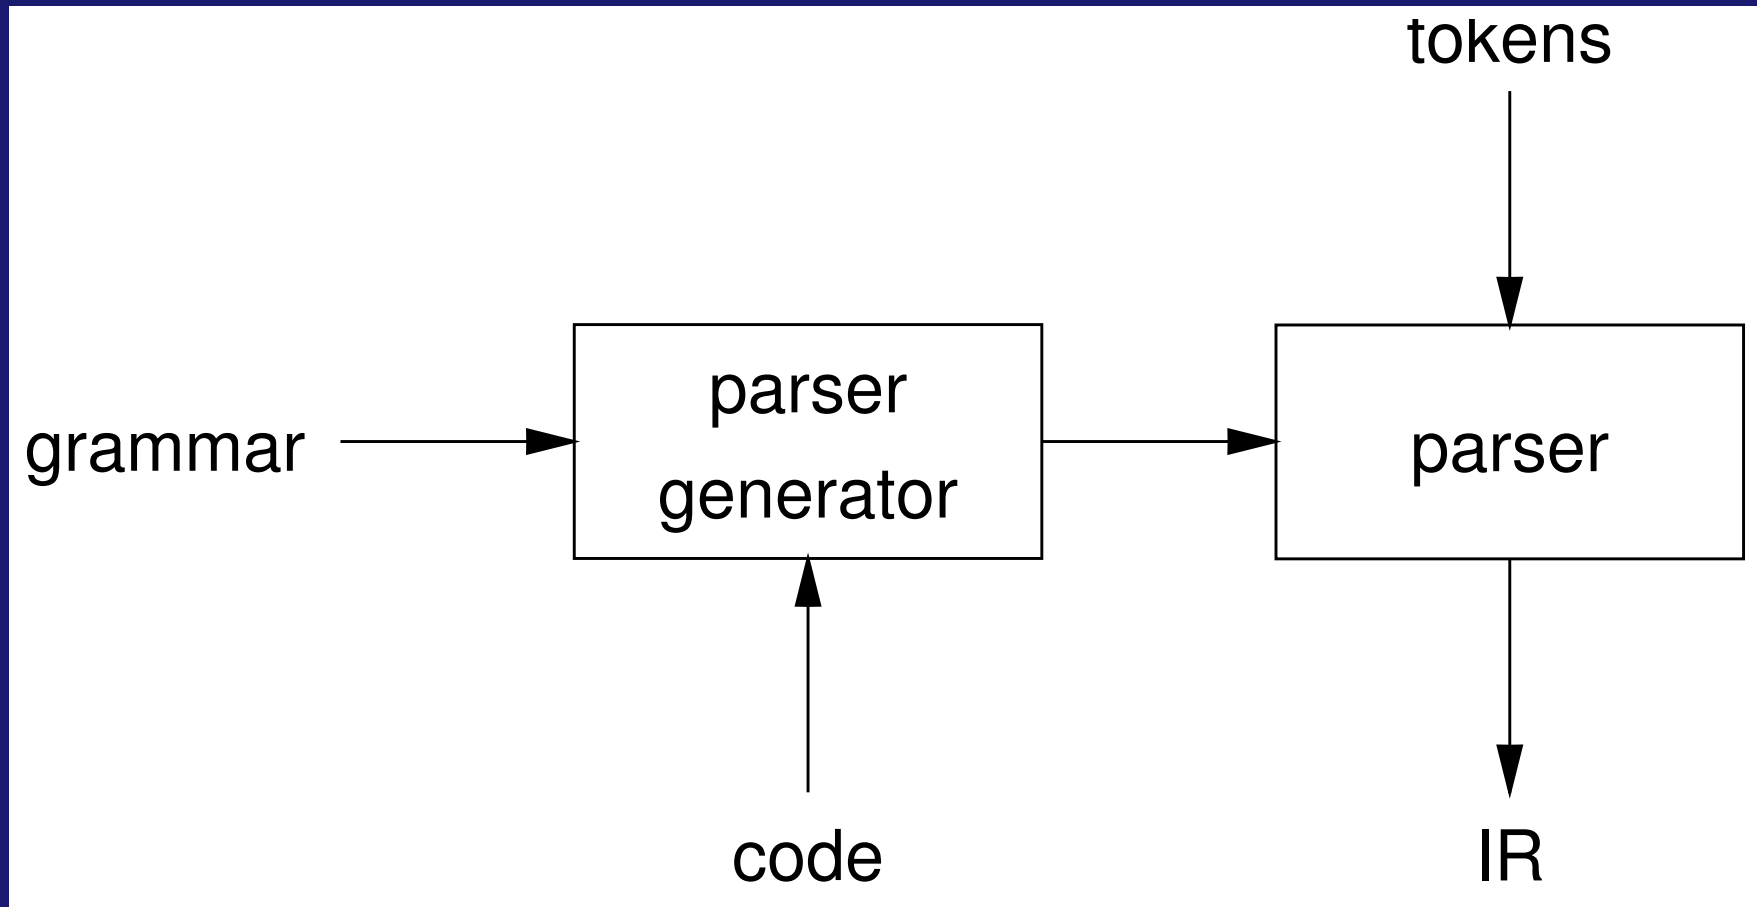 tokens
parser
generator
grammar
parser
code
IR